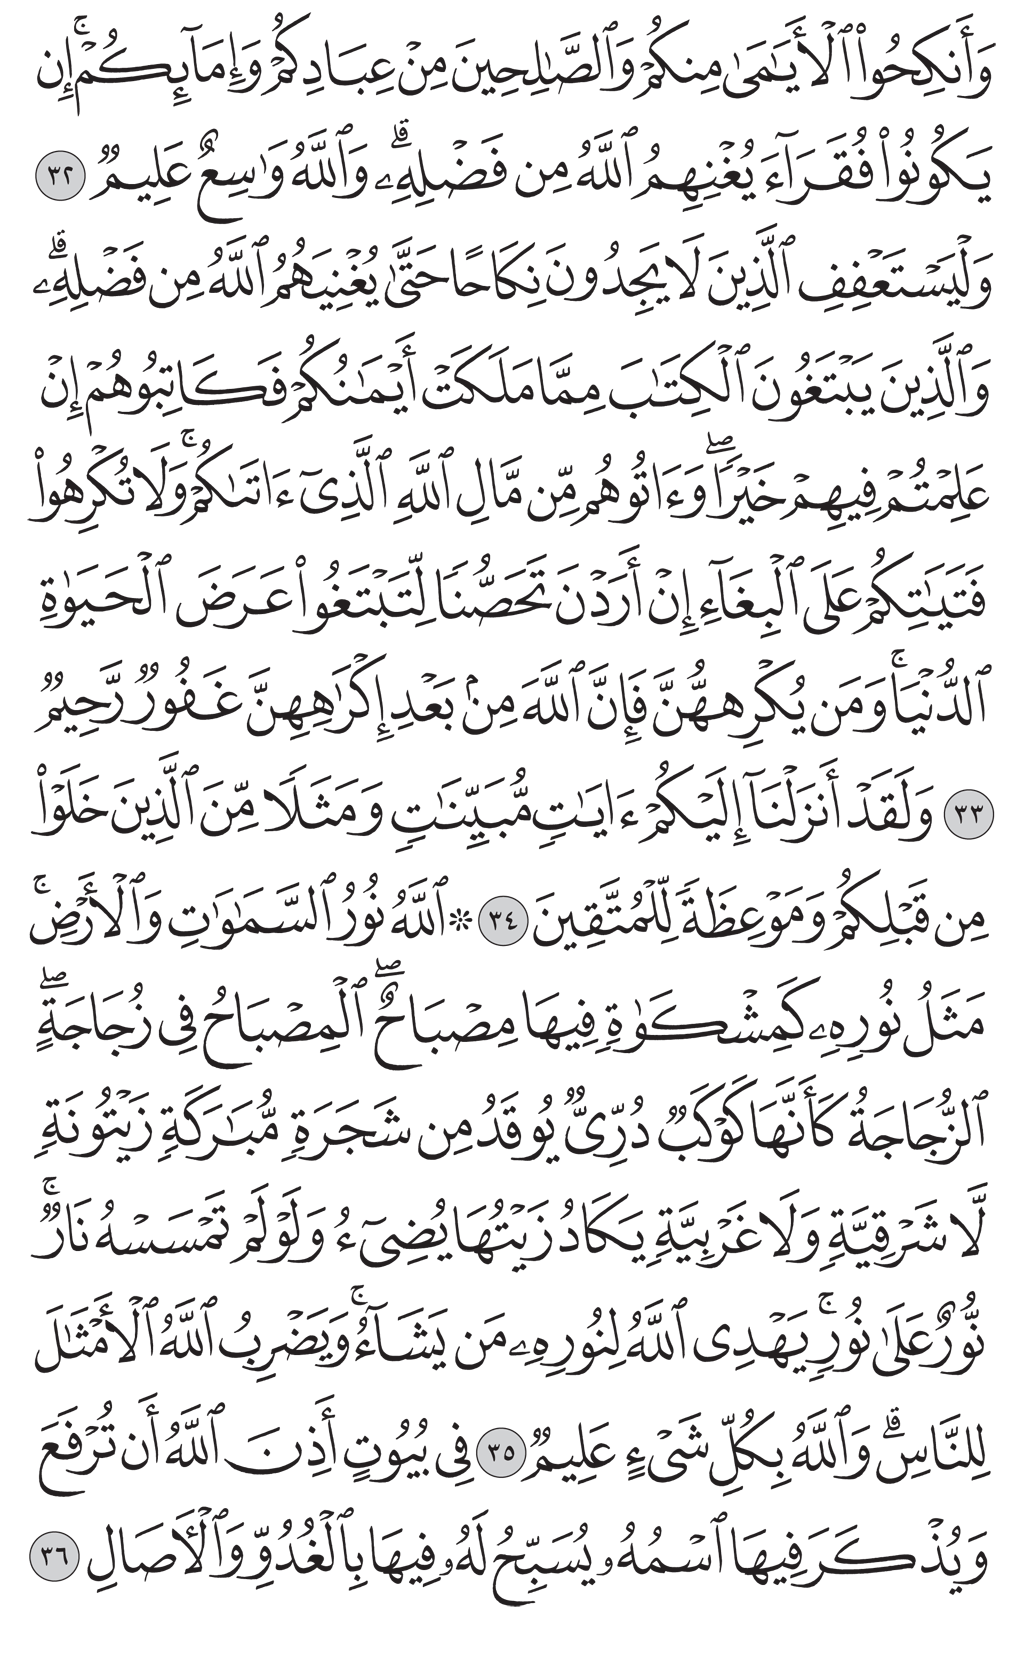 وَأَنكِحُوا۟ ٱلْأَيَـٰمَىٰ مِنكُمْ وَٱلصَّـٰلِحِينَ مِنْ عِبَادِكُمْ وَإِمَآئِكُمْ ۚ إِن
يَكُونُوا۟ فُقَرَآءَ يُغْنِهِمُ ٱللَّهُ مِن فَضْلِهِۦ ۗ وَٱللَّهُ وَٰسِعٌ عَلِيمٌ ٣٢
وَلْيَسْتَعْفِفِ ٱلَّذِينَ لَا يَجِدُونَ نِكَاحًا حَتَّىٰ يُغْنِيَهُمُ ٱللَّهُ مِن فَضْلِهِۦ ۗ
وَٱلَّذِينَ يَبْتَغُونَ ٱلْكِتَـٰبَ مِمَّا مَلَكَتْ أَيْمَـٰنُكُمْ فَكَاتِبُوهُمْ إِنْ
عَلِمْتُمْ فِيهِمْ خَيْرًا ۖ وَءَاتُوهُم مِّن مَّالِ ٱللَّهِ ٱلَّذِىٓ ءَاتَىٰكُمْ ۚ وَلَا تُكْرِهُوا۟
فَتَيَـٰتِكُمْ عَلَى ٱلْبِغَآءِ إِنْ أَرَدْنَ تَحَصُّنًا لِّتَبْتَغُوا۟ عَرَضَ ٱلْحَيَوٰةِ
ٱلدُّنْيَا ۚ وَمَن يُكْرِههُّنَّ فَإِنَّ ٱللَّهَ مِنۢ بَعْدِ إِكْرَٰهِهِنَّ غَفُورٌ رَّحِيمٌ
٣٣ وَلَقَدْ أَنزَلْنَآ إِلَيْكُمْ ءَايَـٰتٍ مُّبَيِّنَـٰتٍ وَمَثَلًا مِّنَ ٱلَّذِينَ خَلَوْا۟
مِن قَبْلِكُمْ وَمَوْعِظَةً لِّلْمُتَّقِينَ ٣٤ ۞ ٱللَّهُ نُورُ ٱلسَّمَـٰوَٰتِ وَٱلْأَرْضِ ۚ
مَثَلُ نُورِهِۦ كَمِشْكَوٰةٍ فِيهَا مِصْبَاحٌ ۖ ٱلْمِصْبَاحُ فِى زُجَاجَةٍ ۖ
ٱلزُّجَاجَةُ كَأَنَّهَا كَوْكَبٌ دُرِّىٌّ يُوقَدُ مِن شَجَرَةٍ مُّبَـٰرَكَةٍ زَيْتُونَةٍ
لَّا شَرْقِيَّةٍ وَلَا غَرْبِيَّةٍ يَكَادُ زَيْتُهَا يُضِىٓءُ وَلَوْ لَمْ تَمْسَسْهُ نَارٌ ۚ
نُّورٌ عَلَىٰ نُورٍ ۗ يَهْدِى ٱللَّهُ لِنُورِهِۦ مَن يَشَآءُ ۚ وَيَضْرِبُ ٱللَّهُ ٱلْأَمْثَـٰلَ
لِلنَّاسِ ۗ وَٱللَّهُ بِكُلِّ شَىْءٍ عَلِيمٌ ٣٥ فِى بُيُوتٍ أَذِنَ ٱللَّهُ أَن تُرْفَعَ
وَيُذْكَرَ فِيهَا ٱسْمُهُۥ يُسَبِّحُ لَهُۥ فِيهَا بِٱلْغُدُوِّ وَٱلْـَٔاصَالِ ٣٦